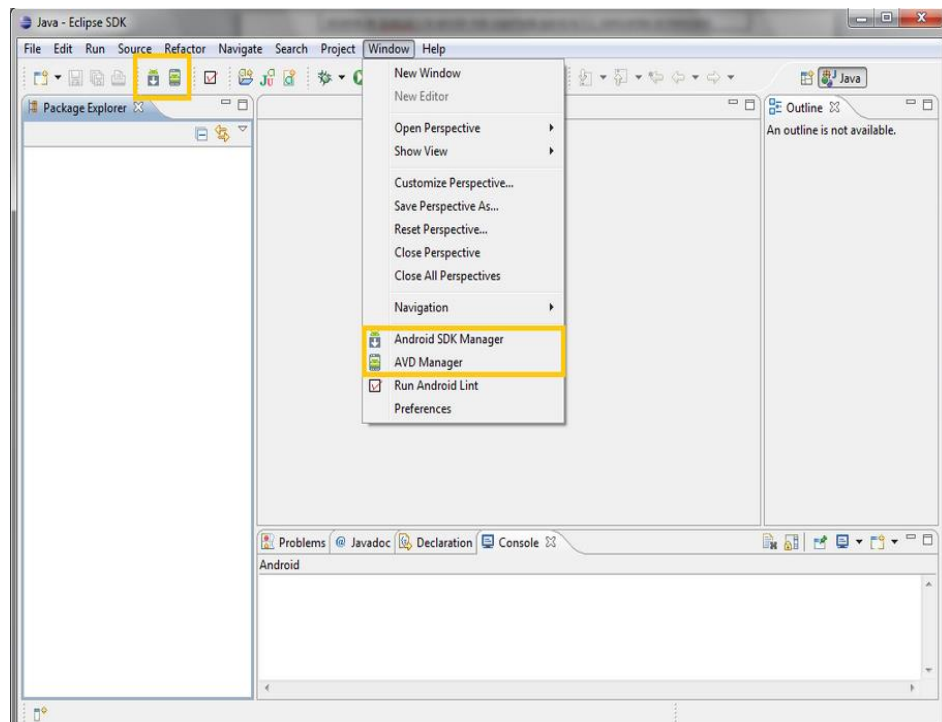 Java - Eclipse SDK
File Edit Run Source Refactor Navigate Search Project Window Help
Java
Package Explorer
New Window
New Editor
Open Perspective
Show View
Customize Perspective...
Save Perspective As...
Reset Perspective...
Close Perspective
Close All Perspectives
Navigation
Android SDK Manager
AVD Manager
Run Android Lint
Preferences
Outline
An outline is not available.
Problems @ Javadoc Declaration Console
Android